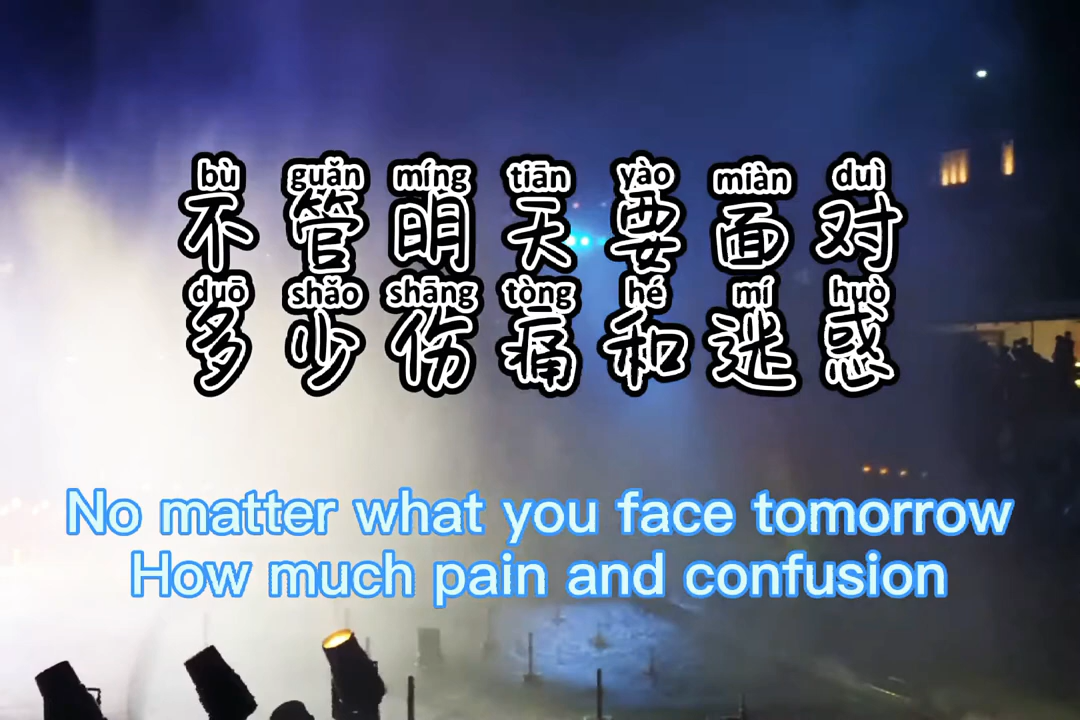 bù guǎn míng tiān yào miàn duì
不管明天要面对
duō shǎo shāng tòng hé mí huò
多少伤痛和迷惑
No matter what you face tomorrow
How much pain and confusion